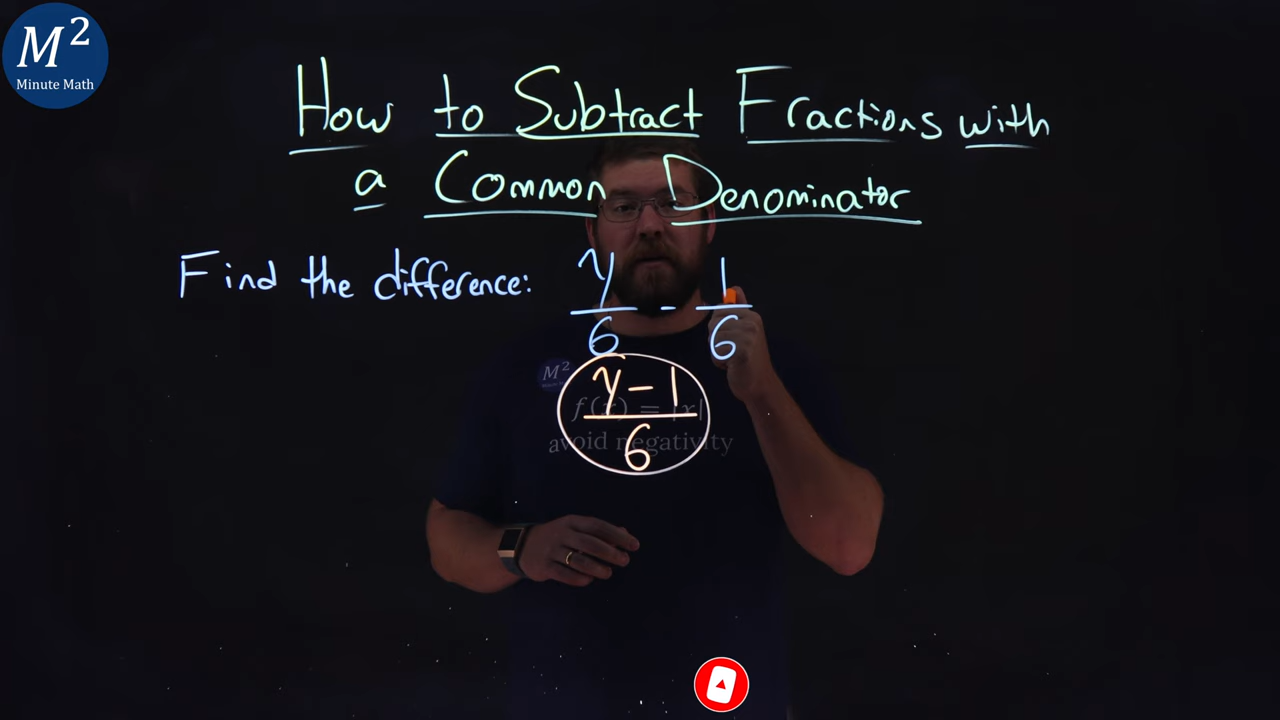 M²
Minute Math
How to Subtract Fractions with
a Common Denominator
Find the difference: y/6 - 1/6
M²
(y-1)/6
f(x) = |x|
avoid negativity